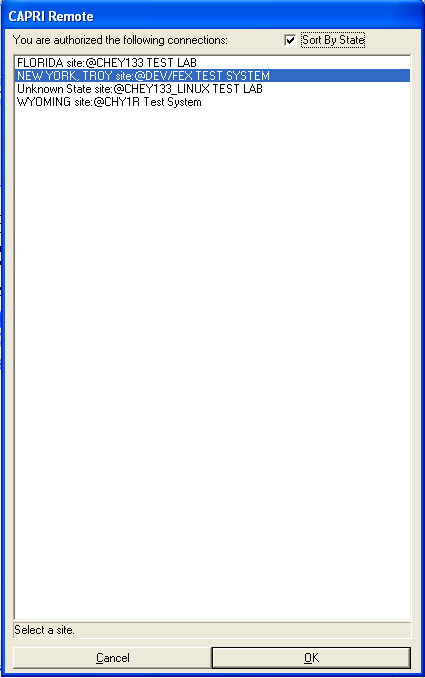 CAPRI Remote
You are authorized the following connections: Sort By State
FLORIDA site:@CHEY133 TEST LAB
NEW YORK, TROY site:@DEV/FEX TEST SYSTEM
Unknown State site:@CHEY133_LINUX TEST LAB
WYOMING site:@CHY1R Test System
Select a site.
Cancel OK